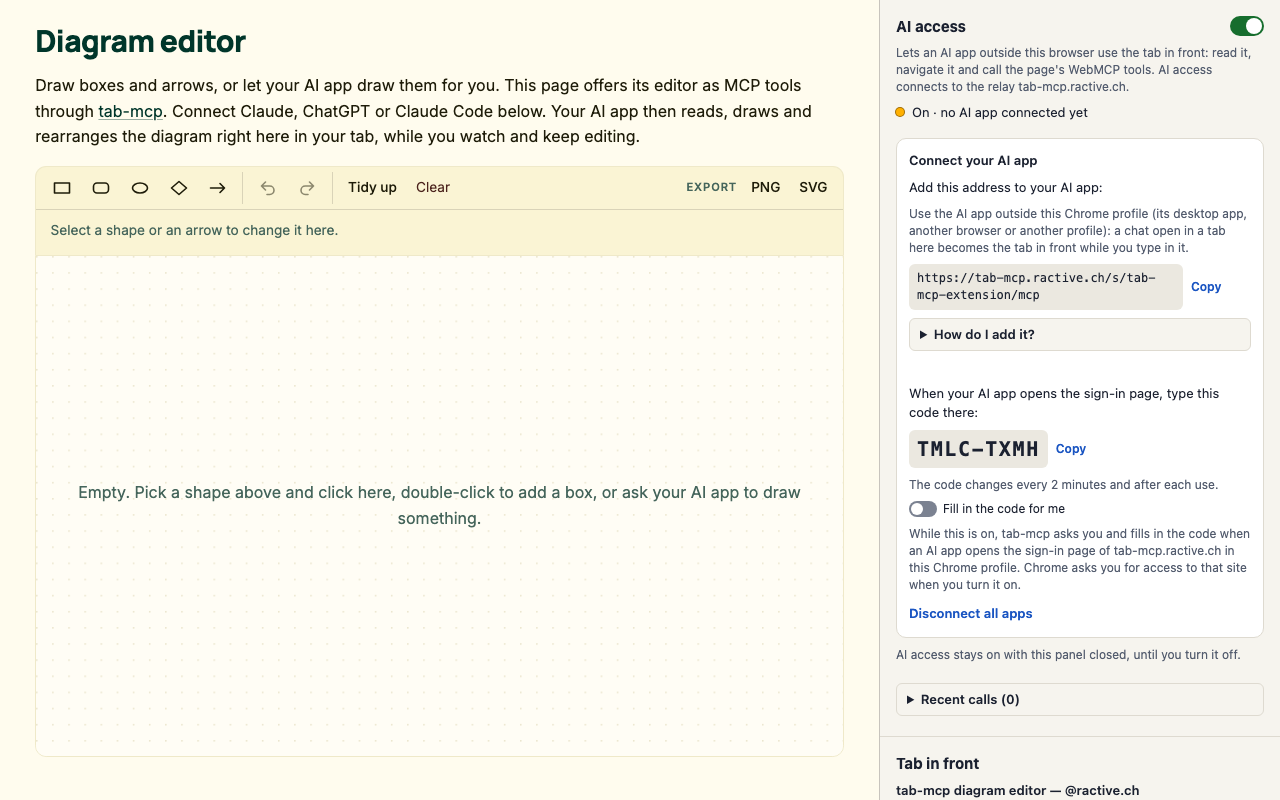 Diagram editor
Draw boxes and arrows, or let your AI app draw them for you. This page offers its editor as MCP tools
through tab-mcp. Connect Claude, ChatGPT or Claude Code below. Your AI app then reads, draws and
rearranges the diagram right here in your tab, while you watch and keep editing.
Tidy up Clear EXPORT PNG SVG
Select a shape or an arrow to change it here.
Empty. Pick a shape above and click here, double-click to add a box, or ask your AI app to draw
something.
AI access
Lets an AI app outside this browser use the tab in front: read it,
navigate it and call the page's WebMCP tools. AI access
connects to the relay tab-mcp.ractive.ch.
On · no AI app connected yet
Connect your AI app
Add this address to your AI app:
Use the AI app outside this Chrome profile (its desktop app,
another browser or another profile): a chat open in a tab
here becomes the tab in front while you type in it.
https://tab-mcp.ractive.ch/s/tab-
mcp-extension/mcp
Copy
How do I add it?
When your AI app opens the sign-in page, type this
code there:
TMLC-TXMH Copy
The code changes every 2 minutes and after each use.
Fill in the code for me
While this is on, tab-mcp asks you and fills in the code when
an AI app opens the sign-in page of tab-mcp.ractive.ch in
this Chrome profile. Chrome asks you for access to that site
when you turn it on.
Disconnect all apps
AI access stays on with this panel closed, until you turn it off.
Recent calls (0)
Tab in front
tab-mcp diagram editor — @ractive.ch